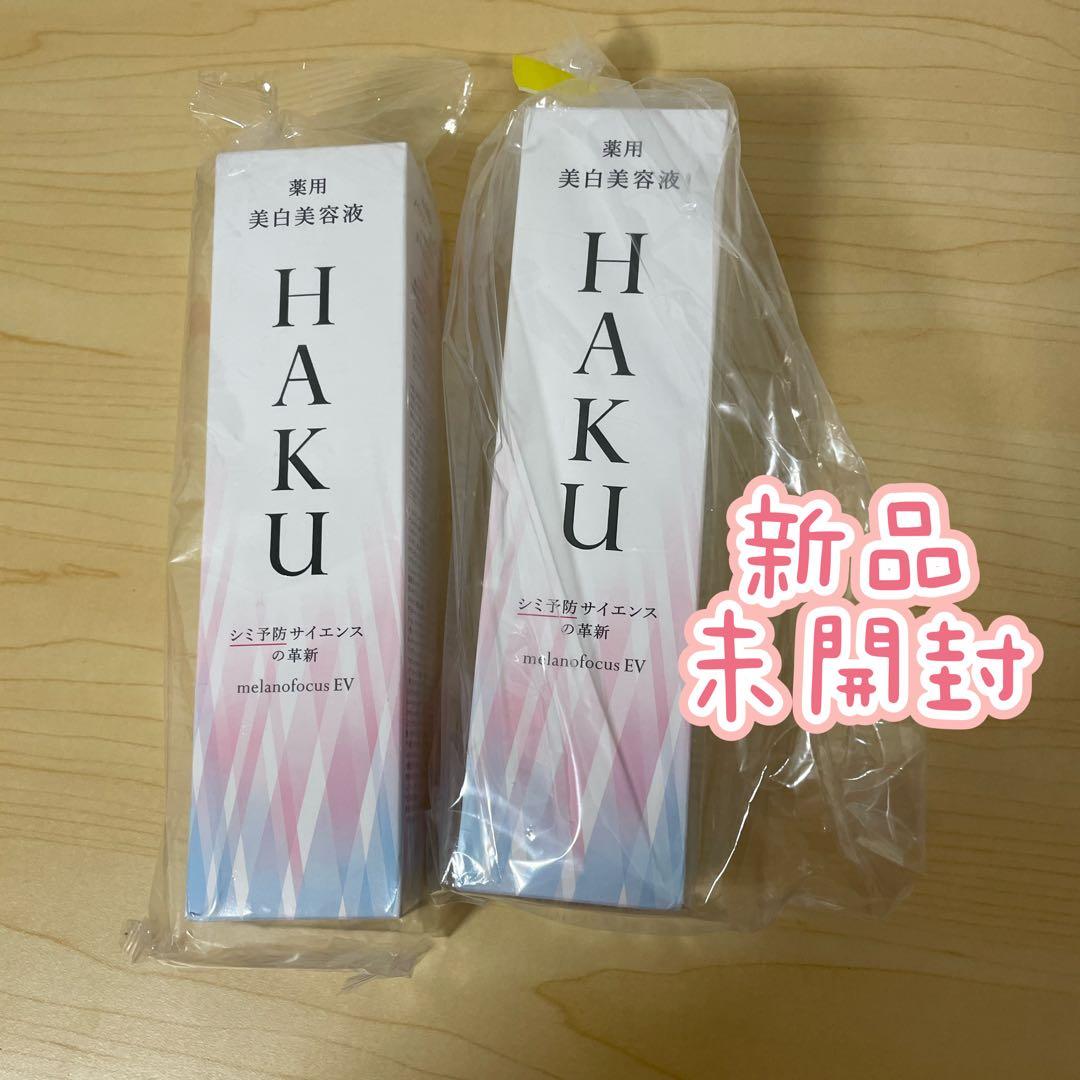 薬用
美白美容液
HAKU
シミ予防サイエンス
の革新
melanofocus EV
薬用
美白美容液
HAKU
シミ予防サイエンス
の革新
melanofocus EV
新品
未開封